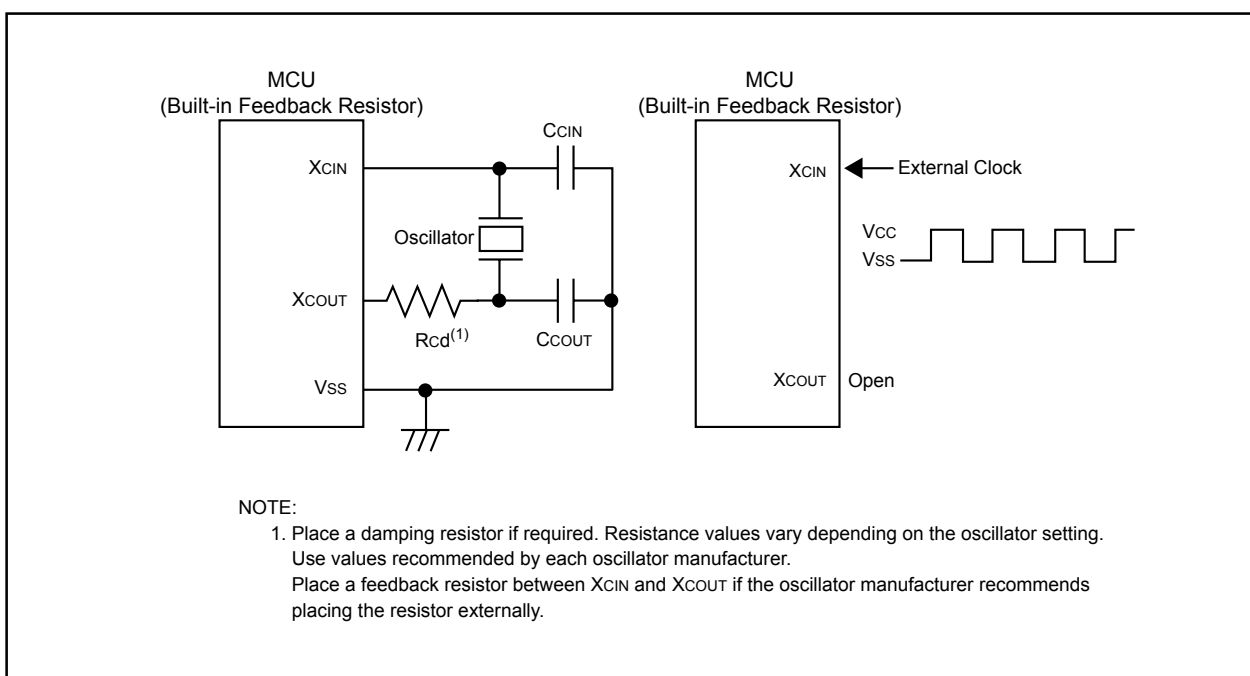 MCU
(Built-in Feedback Resistor)
XCIN
CCIN
Oscillator
XCOUT
Rcd(1)
CCOUT
VSS
MCU
(Built-in Feedback Resistor)
XCIN
External Clock
VCC
VSS
XCOUT
Open
NOTE:
1. Place a damping resistor if required. Resistance values vary depending on the oscillator setting.
Use values recommended by each oscillator manufacturer.
Place a feedback resistor between XCIN and XCOUT if the oscillator manufacturer recommends
placing the resistor externally.